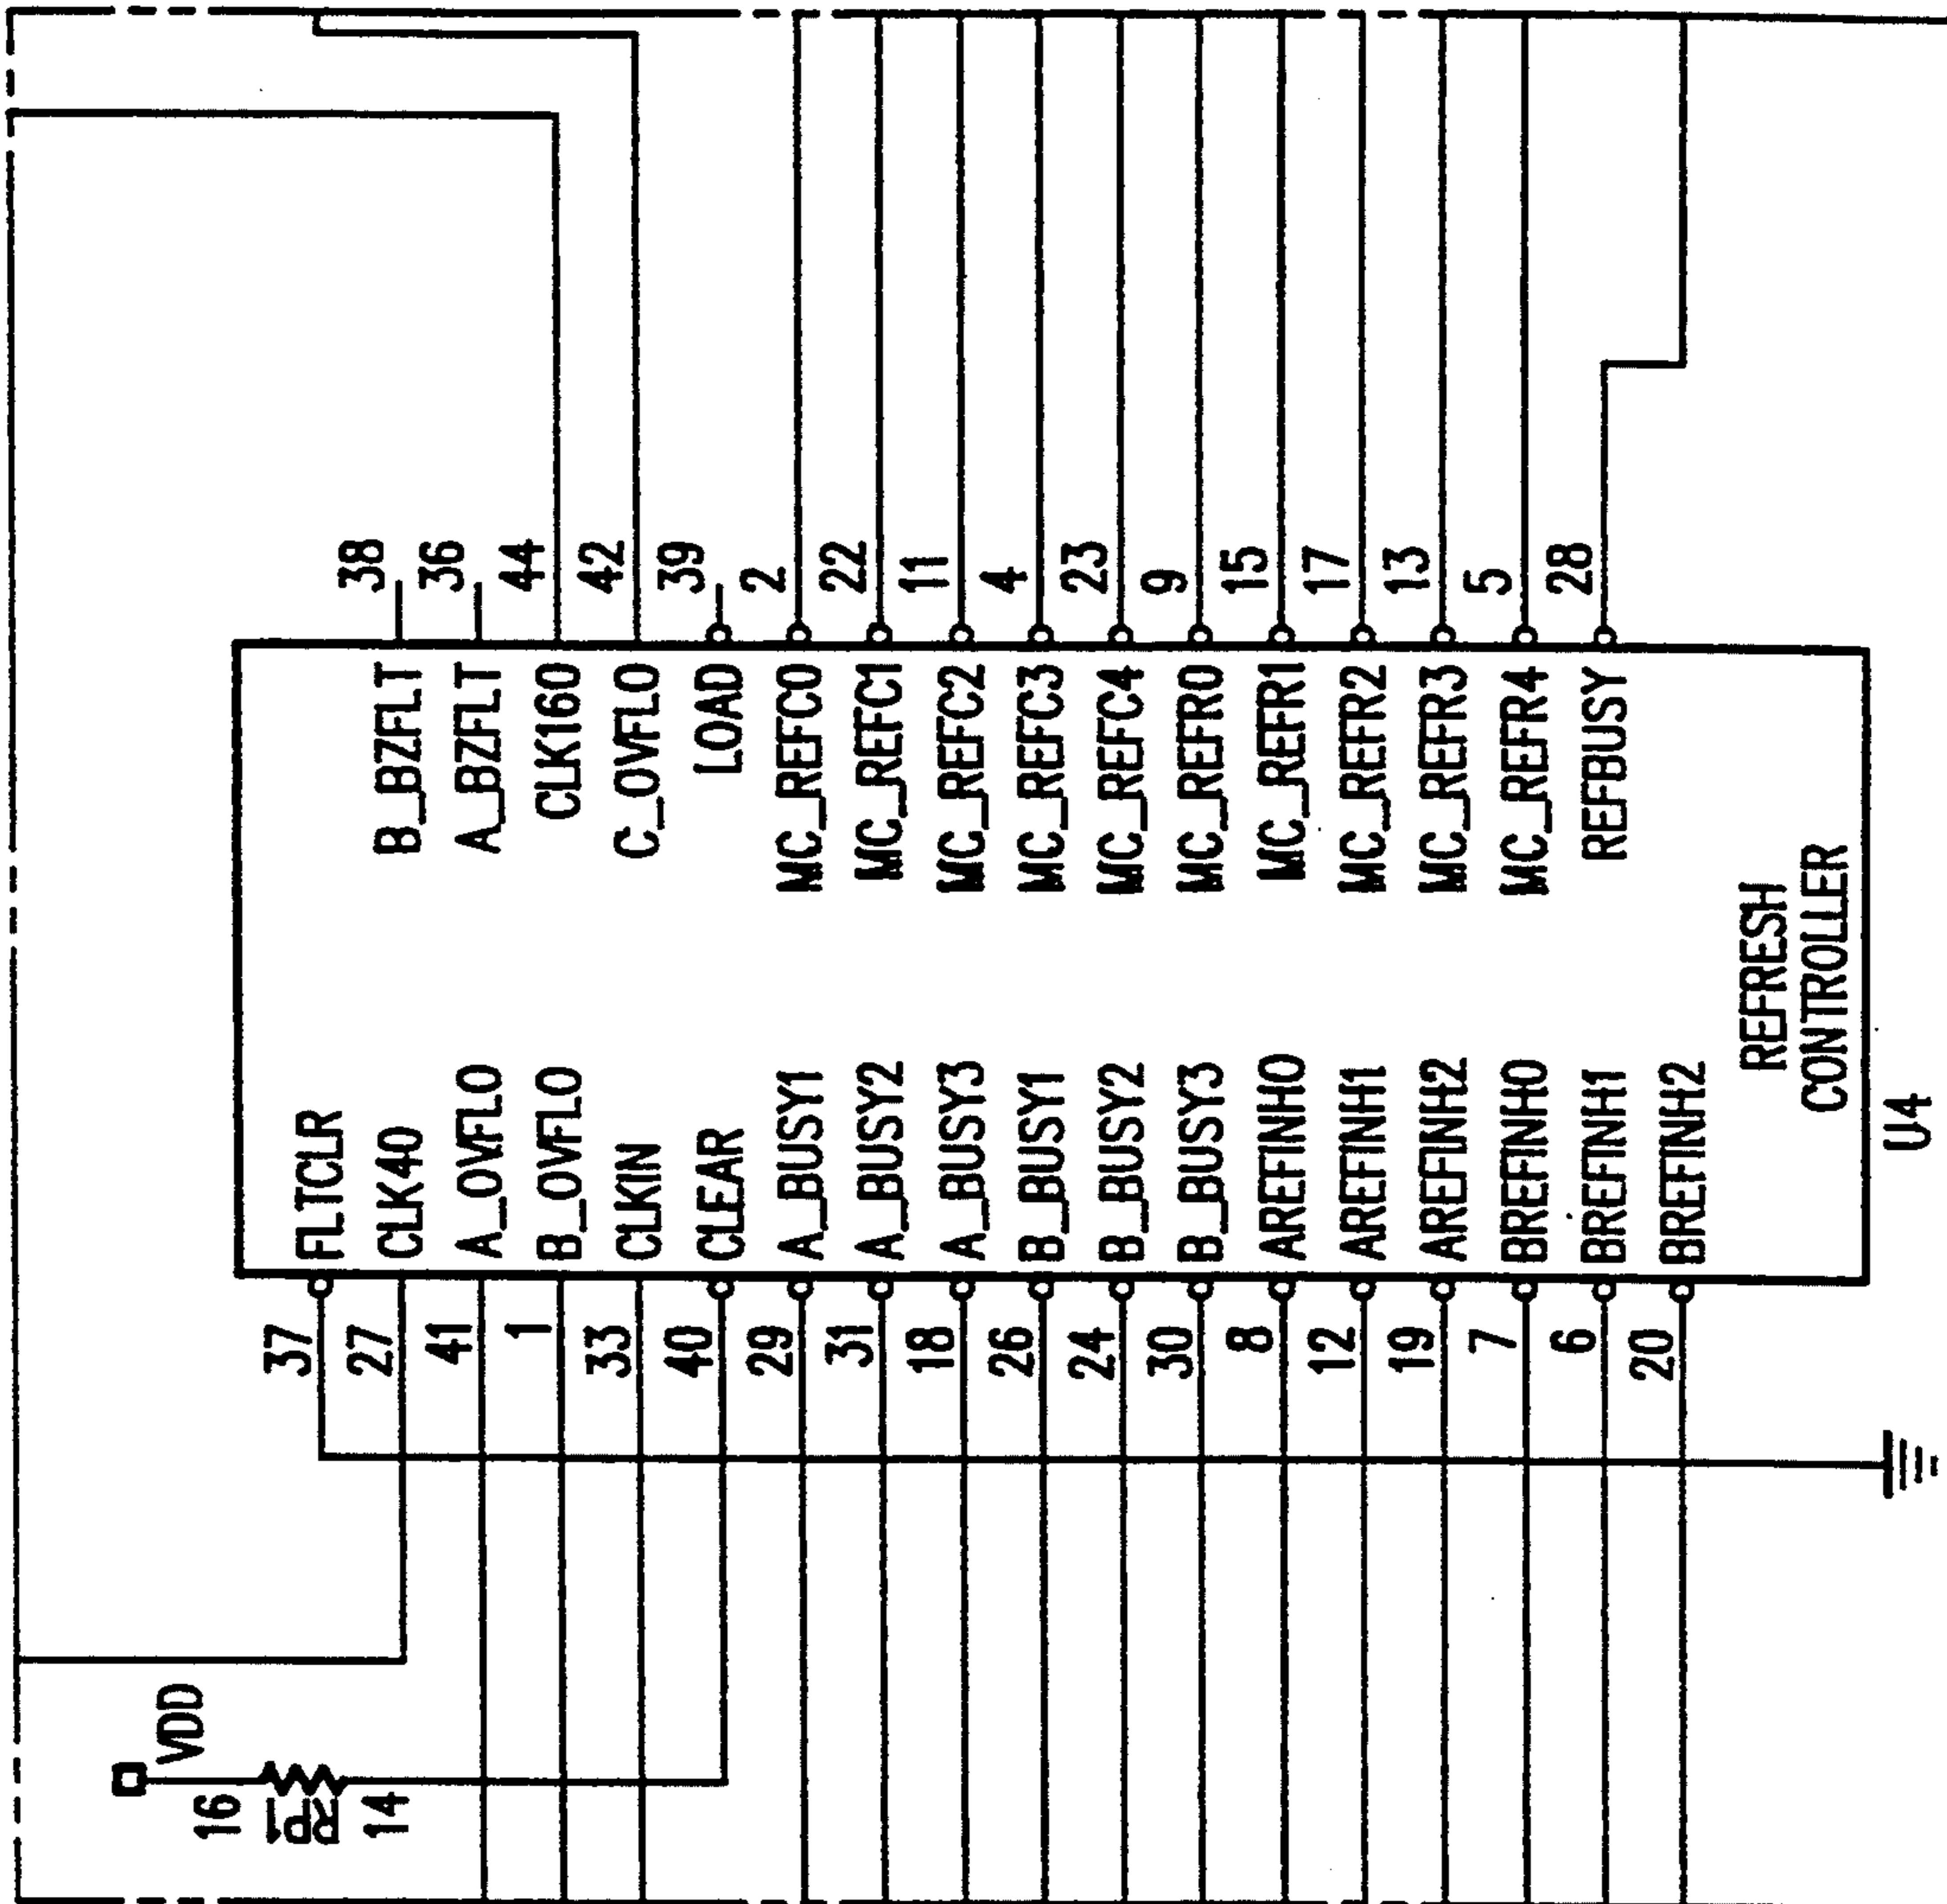 VDD
16
RP1
14
37 FLTCLR
27 CLK40 B_BZFLT 38
41 A_OVFLO A_BZFLT 36
1 B_OVFLO CLK160 44
33 CLKIN C_OVFLO 42
40 CLEAR LOAD 39
29 A_BUSY1 MC_REFC0 2
31 A_BUSY2 MC_REFC1 22
18 A_BUSY3 MC_REFC2 11
26 B_BUSY1 MC_REFC3 4
24 B_BUSY2 MC_REFC4 23
30 B_BUSY3 MC_REFR0 9
8 AREFINH0 MC_REFR1 15
12 AREFINH1 MC_REFR2 17
19 AREFINH2 MC_REFR3 13
7 BREFINH0 MC_REFR4 5
6 BREFINH1 REFBUSY 28
20 BREFINH2
REFRESH
CONTROLLER
U4